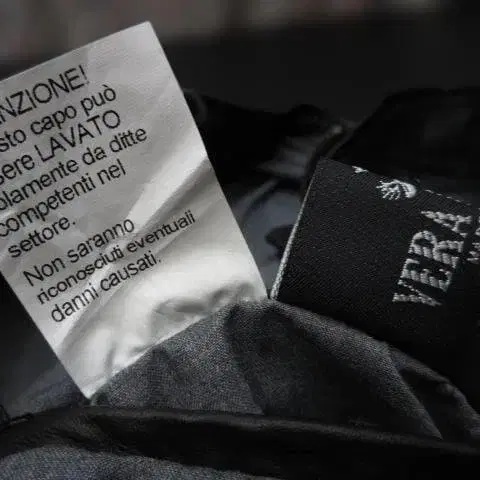 NZIONE!
sto capo può
sere LAVATO
olamente da ditte
competenti nel
settore.
Non saranno
riconosciuti eventuali
danni causati.
VERA